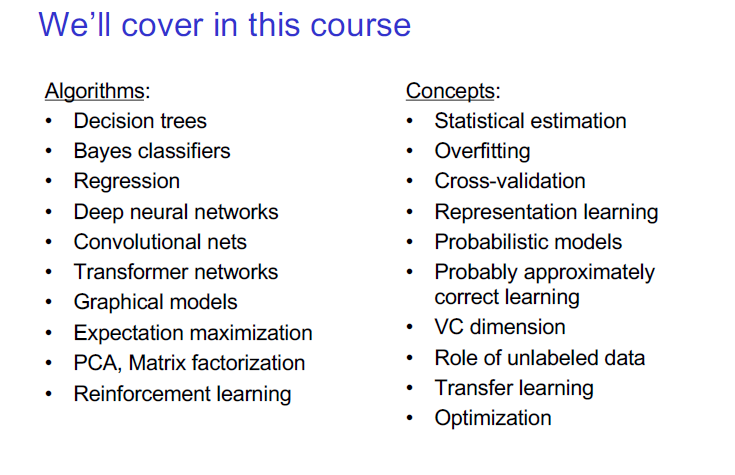 We'll cover in this course
Algorithms:
• Decision trees
• Bayes classifiers
• Regression
• Deep neural networks
• Convolutional nets
• Transformer networks
• Graphical models
• Expectation maximization
• PCA, Matrix factorization
• Reinforcement learning
Concepts:
• Statistical estimation
• Overfitting
• Cross-validation
• Representation learning
• Probabilistic models
• Probably approximately
correct learning
• VC dimension
• Role of unlabeled data
• Transfer learning
• Optimization